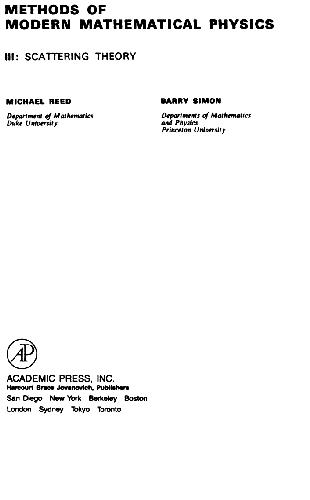 METHODS OF
MODERN MATHEMATICAL PHYSICS
III: SCATTERING THEORY
MICHAEL REED
Department of Mathematics
Duke University
BARRY SIMON
Departments of Mathematics
and Physics
Princeton University
AP
ACADEMIC PRESS, INC.
Harcourt Brace Jovanovich, Publishers
San Diego New York Berkeley Boston
London Sydney Tokyo Toronto